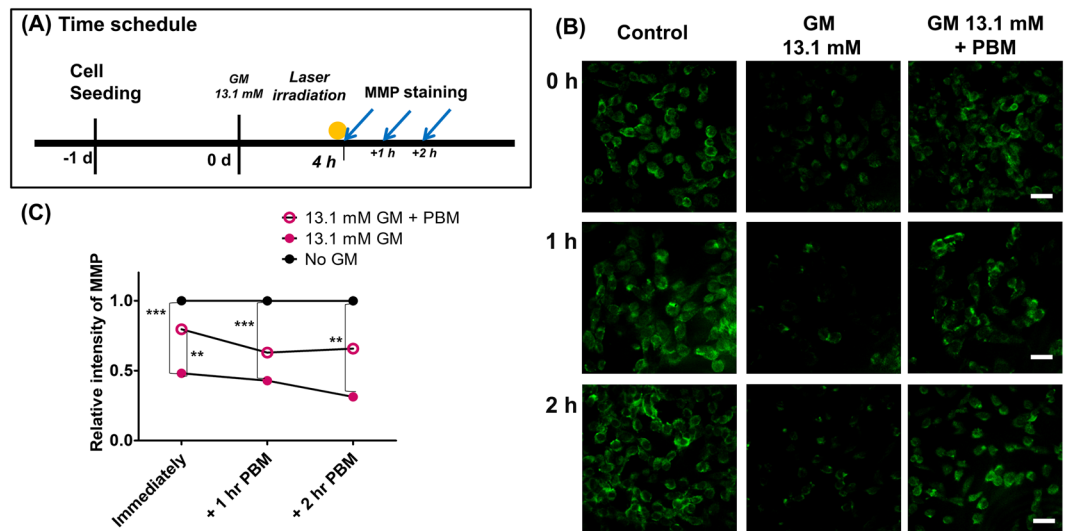 (A) Time schedule
Cell
Seeding
GM
13.1 mM
Laser
irradiation
MMP staining
-1 d
0 d
4 h
+1 h
+2 h
(B)
Control
GM
13.1 mM
GM 13.1 mM
+ PBM
0 h
1 h
2 h
(C)
13.1 mM GM + PBM
13.1 mM GM
No GM
Relative intensity of MMP
1.0
0.5
0.0
***
**
***
**
Immediately
+ 1 hr PBM
+ 2 hr PBM